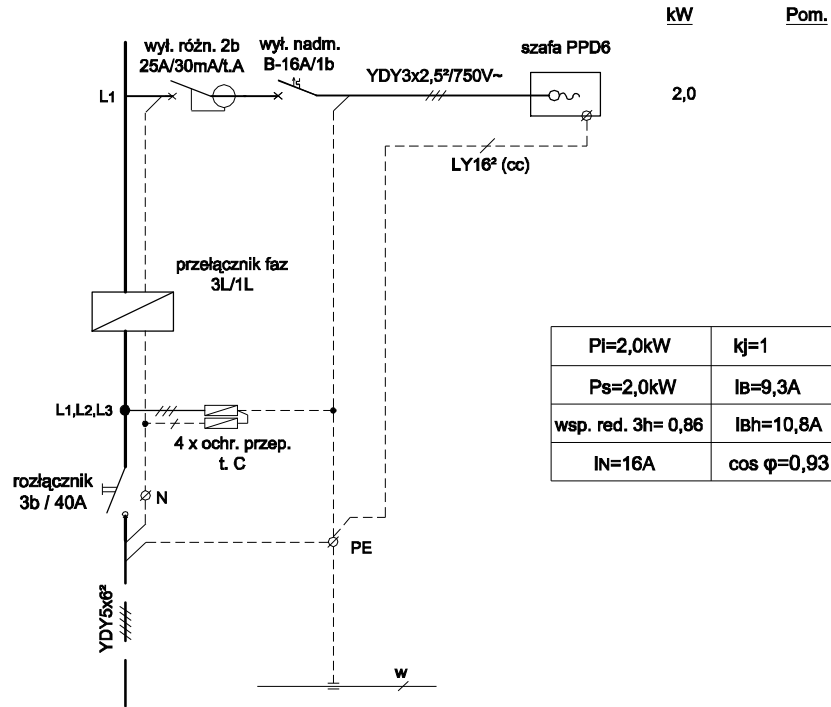 kW Pom.
wył. różn. 2b
25A/30mA/t.A
wył. nadm.
B-16A/1b
szafa PPD6
YDY3x2,5²/750V~
L1
2,0
LY16² (cc)
przełącznik faz
3L/1L
PI=2,0kW kj=1
Ps=2,0kW IB=9,3A
wsp. red. 3h= 0,86 IBh=10,8A
IN=16A cos φ=0,93
L1,L2,L3
4 x ochr. przep.
t. C
rozłącznik
3b / 40A
N
PE
YDY5x6²
w